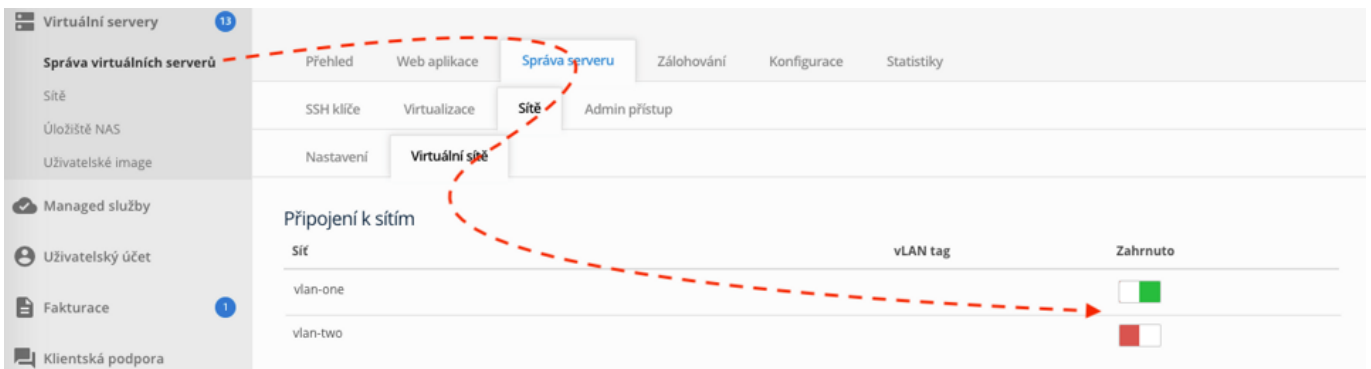 Virtuální servery 13
Správa virtuálních serverů
Sítě
Úložiště NAS
Uživatelské image
Managed služby
Uživatelský účet
Fakturace 1
Klientská podpora
Přehled Web aplikace Správa serveru Zálohování Konfigurace Statistiky
SSH klíče Virtualizace Sítě Admin přístup
Nastavení Virtuální sítě
Připojení k sítím
Síť vLAN tag Zahrnuto
vlan-one
vlan-two